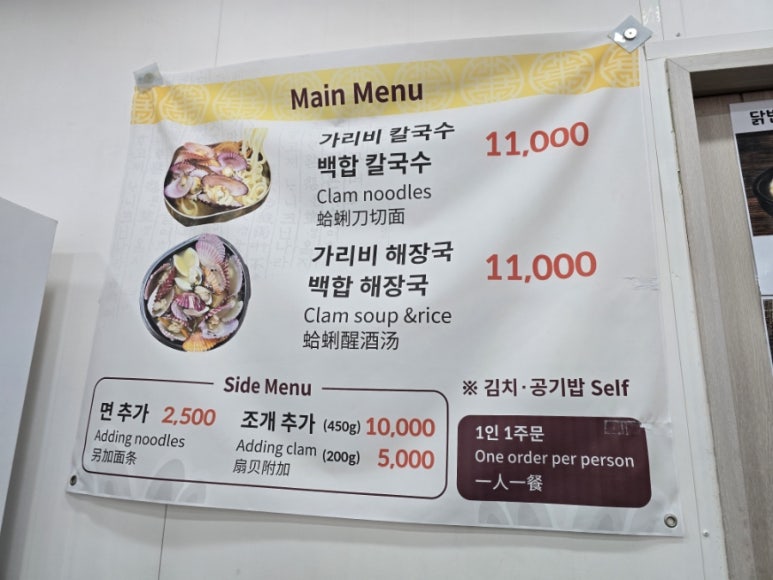 Main Menu
가리비 칼국수
백합 칼국수
11,000
Clam noodles
蛤蜊刀切面
가리비 해장국
백합 해장국
11,000
Clam soup &rice
蛤蜊醒酒汤
Side Menu
면 추가 2,500
Adding noodles
另加面条
조개 추가 (450g) 10,000
Adding clam (200g) 5,000
扇贝附加
※ 김치·공기밥 Self
1인 1주문
One order per person
一人一餐